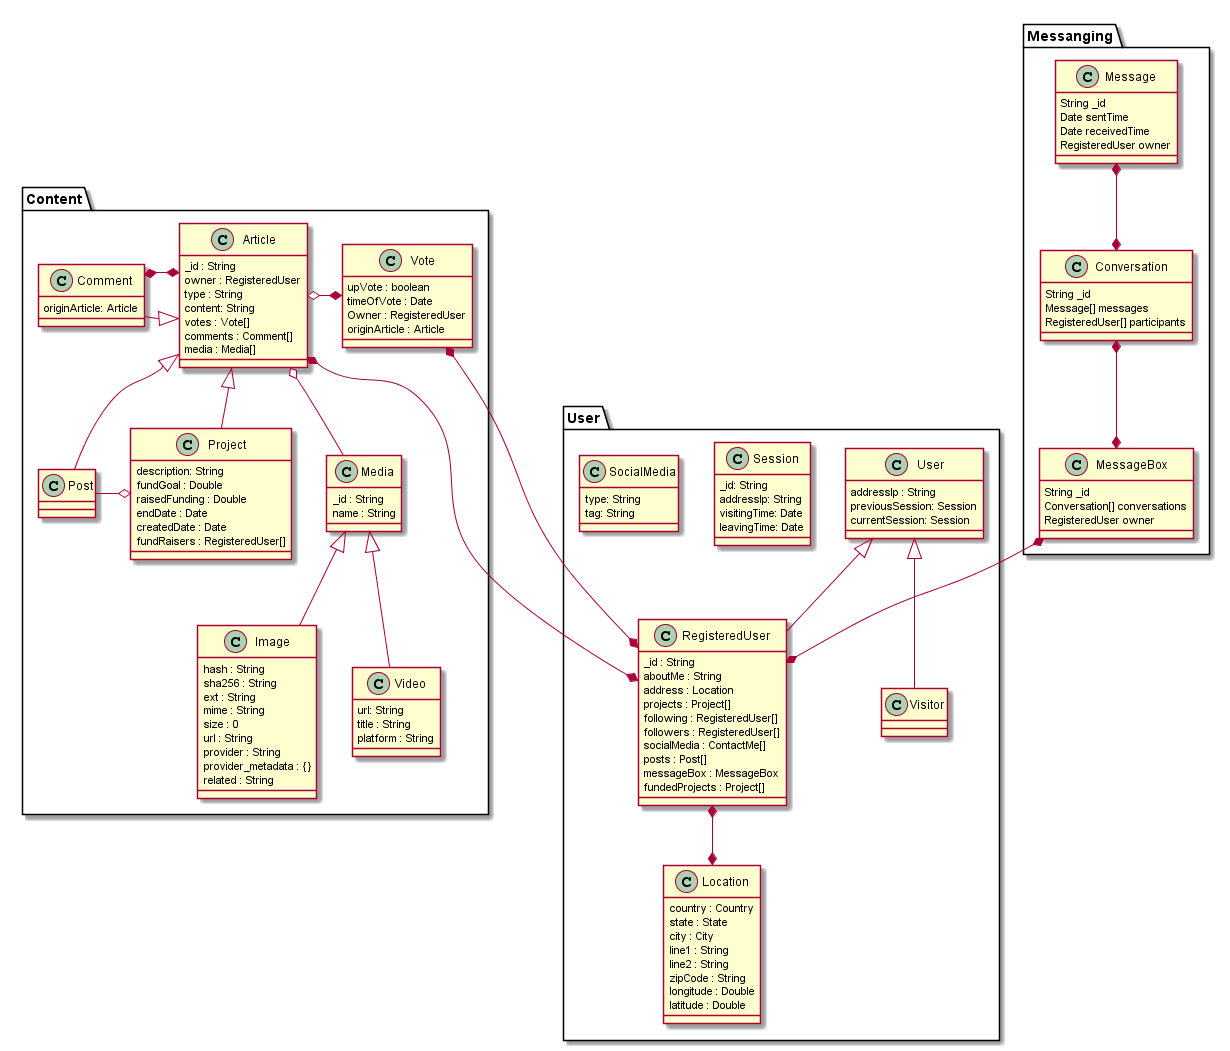 Messanging
C Message
String _id
Date sentTime
Date receivedTime
RegisteredUser owner
C Conversation
String _id
Message[] messages
RegisteredUser[] participants
C MessageBox
String _id
Conversation[] conversations
RegisteredUser owner
Content
C Article
_id : String
owner : RegisteredUser
type : String
content: String
votes : Vote[]
comments : Comment[]
media : Media[]
C Comment
originArticle: Article
C Vote
upVote : boolean
timeOfVote : Date
Owner : RegisteredUser
originArticle : Article
C Post
C Project
description: String
fundGoal : Double
raisedFunding : Double
endDate : Date
createdDate : Date
fundRaisers : RegisteredUser[]
C Media
_id : String
name : String
C Image
hash : String
sha256 : String
ext : String
mime : String
size : 0
url : String
provider : String
provider_metadata : {}
related : String
C Video
url: String
title : String
platform : String
User
C SocialMedia
type: String
tag: String
C Session
_id: String
addressIp: String
visitingTime: Date
leavingTime: Date
C User
addressIp : String
previousSession: Session
currentSession: Session
C RegisteredUser
_id : String
aboutMe : String
address : Location
projects : Project[]
following : RegisteredUser[]
followers : RegisteredUser[]
socialMedia : ContactMe[]
posts : Post[]
messageBox : MessageBox
fundedProjects : Project[]
C Visitor
C Location
country : Country
state : State
city : City
line1 : String
line2 : String
zipCode : String
longitude : Double
latitude : Double